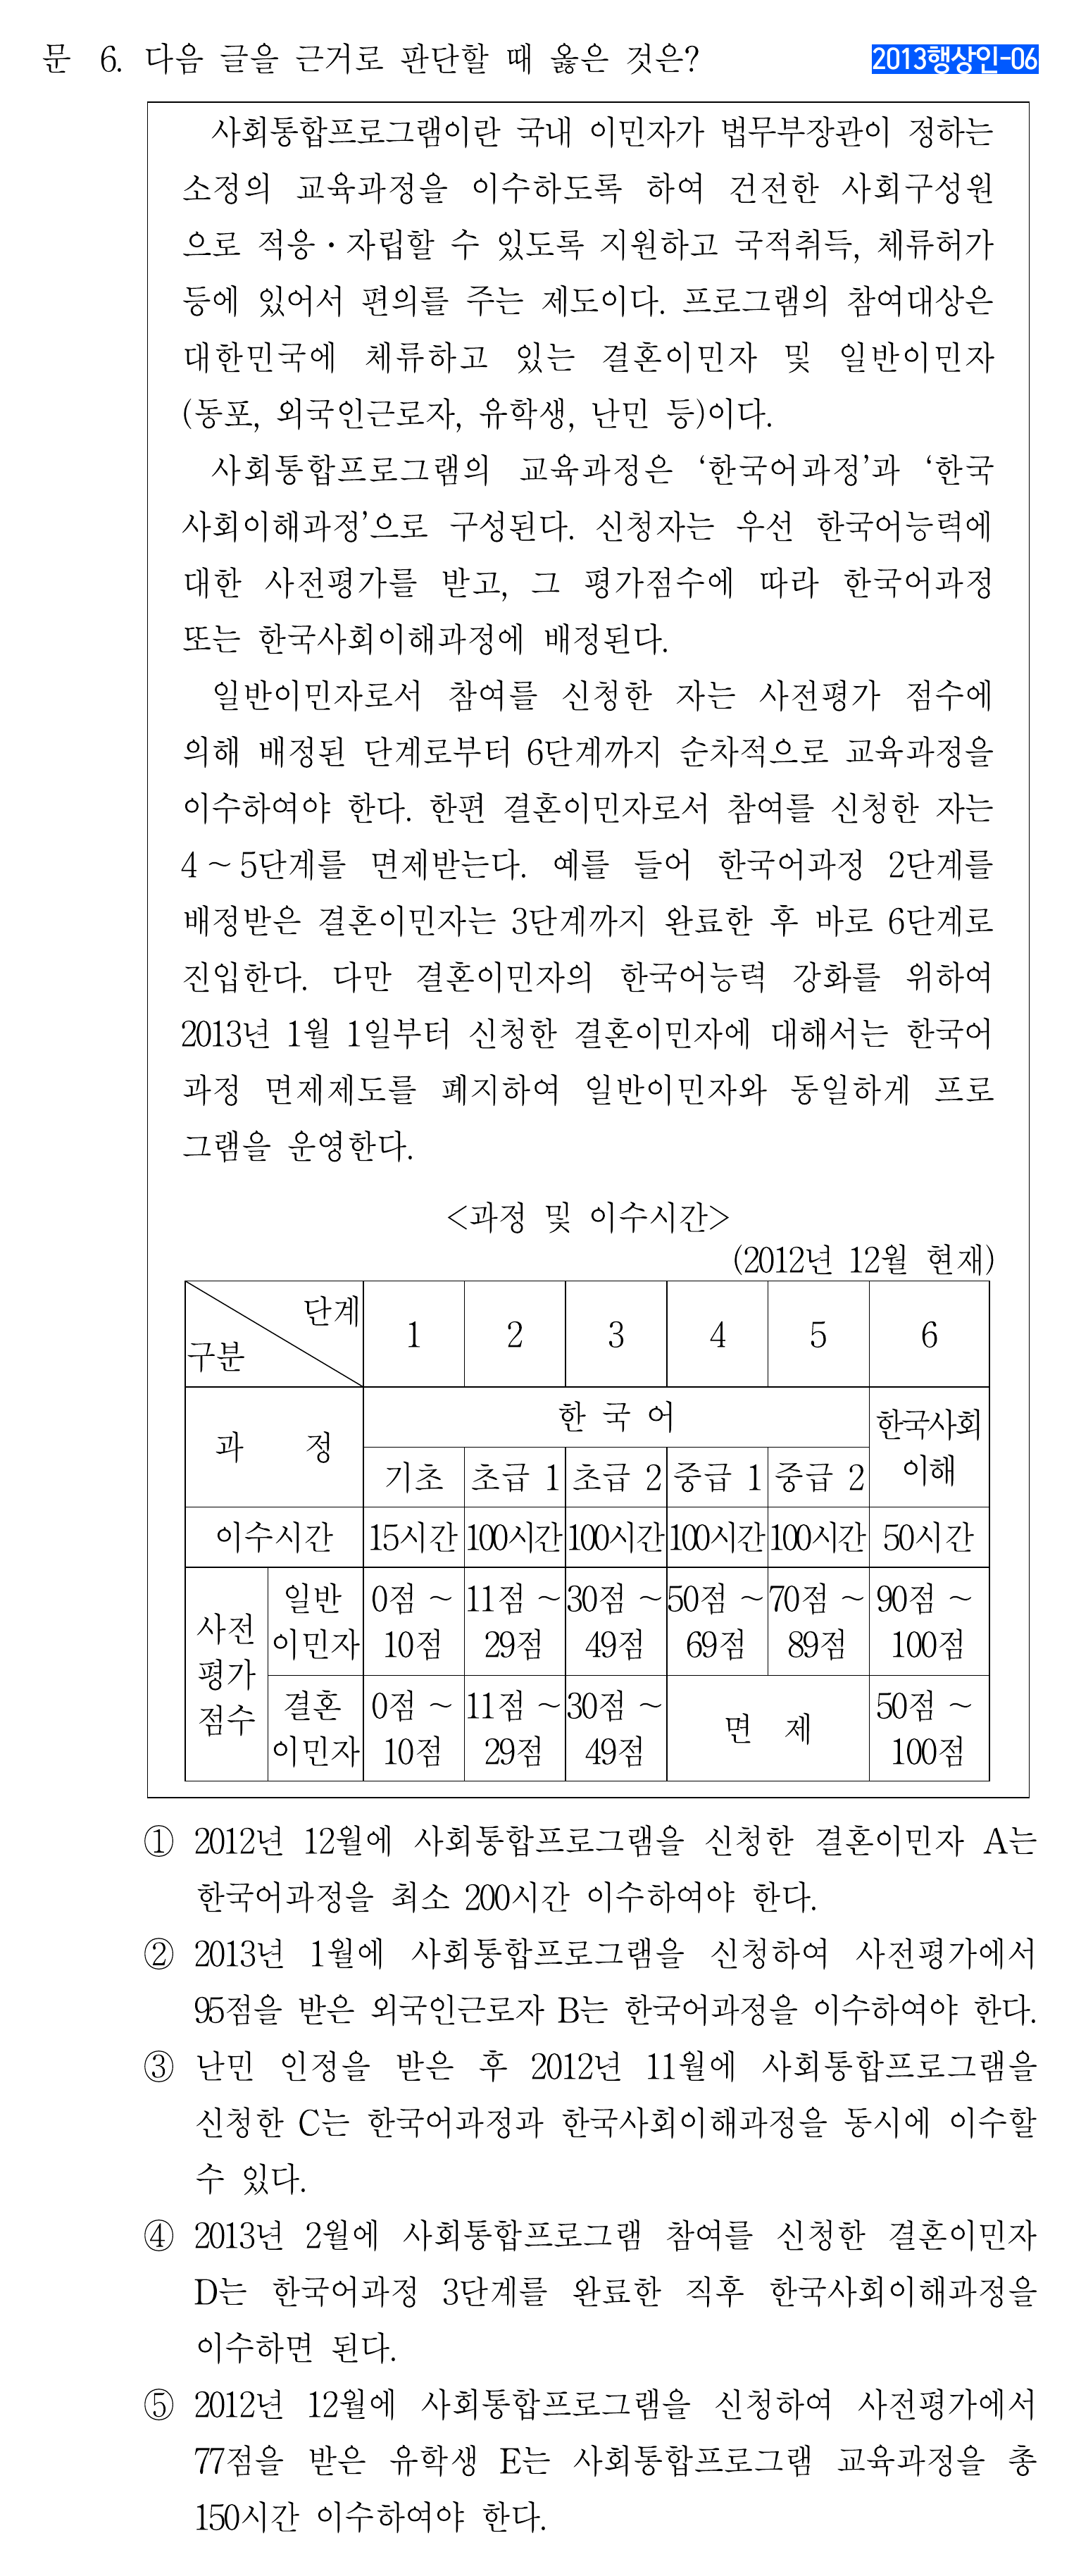 문 6. 다음 글을 근거로 판단할 때 옳은 것은?
2013행상인-06
사회통합프로그램이란 국내 이민자가 법무부장관이 정하는
소정의 교육과정을 이수하도록 하여 건전한 사회구성원
으로 적응・자립할 수 있도록 지원하고 국적취득, 체류허가
등에 있어서 편의를 주는 제도이다. 프로그램의 참여대상은
대한민국에 체류하고 있는 결혼이민자 및 일반이민자
(동포, 외국인근로자, 유학생, 난민 등)이다.
사회통합프로그램의 교육과정은 ‘한국어과정’과 ‘한국
사회이해과정’으로 구성된다. 신청자는 우선 한국어능력에
대한 사전평가를 받고, 그 평가점수에 따라 한국어과정
또는 한국사회이해과정에 배정된다.
일반이민자로서 참여를 신청한 자는 사전평가 점수에
의해 배정된 단계로부터 6단계까지 순차적으로 교육과정을
이수하여야 한다. 한편 결혼이민자로서 참여를 신청한 자는
4 ~ 5단계를 면제받는다. 예를 들어 한국어과정 2단계를
배정받은 결혼이민자는 3단계까지 완료한 후 바로 6단계로
진입한다. 다만 결혼이민자의 한국어능력 강화를 위하여
2013년 1월 1일부터 신청한 결혼이민자에 대해서는 한국어
과정 면제제도를 폐지하여 일반이민자와 동일하게 프로
그램을 운영한다.
<과정 및 이수시간>
(2012년 12월 현재)
단계
구분
1 2 3 4 5 6
과 정
한 국 어
한국사회
이해
기초 초급 1 초급 2 중급 1 중급 2
이수시간 15시간 100시간 100시간 100시간 100시간 50시간
사전
평가
점수
일반
이민자
0점 ~
10점
11점 ~
29점
30점 ~
49점
50점 ~
69점
70점 ~
89점
90점 ~
100점
결혼
이민자
0점 ~
10점
11점 ~
29점
30점 ~
49점
면 제
50점 ~
100점
① 2012년 12월에 사회통합프로그램을 신청한 결혼이민자 A는
한국어과정을 최소 200시간 이수하여야 한다.
② 2013년 1월에 사회통합프로그램을 신청하여 사전평가에서
95점을 받은 외국인근로자 B는 한국어과정을 이수하여야 한다.
③ 난민 인정을 받은 후 2012년 11월에 사회통합프로그램을
신청한 C는 한국어과정과 한국사회이해과정을 동시에 이수할
수 있다.
④ 2013년 2월에 사회통합프로그램 참여를 신청한 결혼이민자
D는 한국어과정 3단계를 완료한 직후 한국사회이해과정을
이수하면 된다.
⑤ 2012년 12월에 사회통합프로그램을 신청하여 사전평가에서
77점을 받은 유학생 E는 사회통합프로그램 교육과정을 총
150시간 이수하여야 한다.